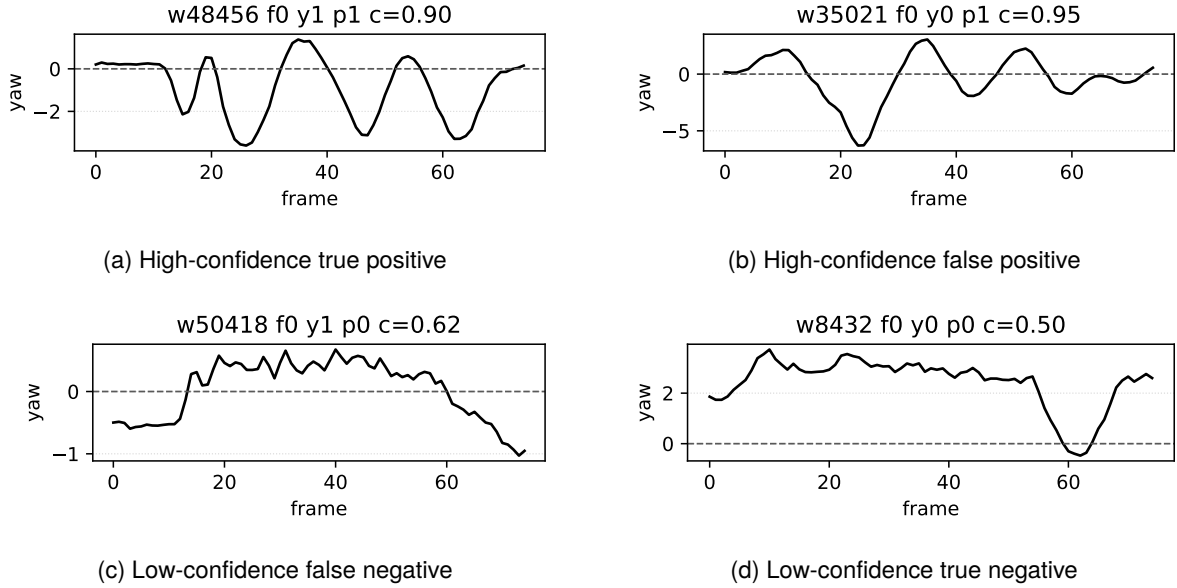 w48456 f0 y1 p1 c=0.90
yaw
0
−2
0 20 40 60
frame
(a) High-confidence true positive
w35021 f0 y0 p1 c=0.95
yaw
0
−5
0 20 40 60
frame
(b) High-confidence false positive
w50418 f0 y1 p0 c=0.62
yaw
0
−1
0 20 40 60
frame
(c) Low-confidence false negative
w8432 f0 y0 p0 c=0.50
yaw
2
0
0 20 40 60
frame
(d) Low-confidence true negative